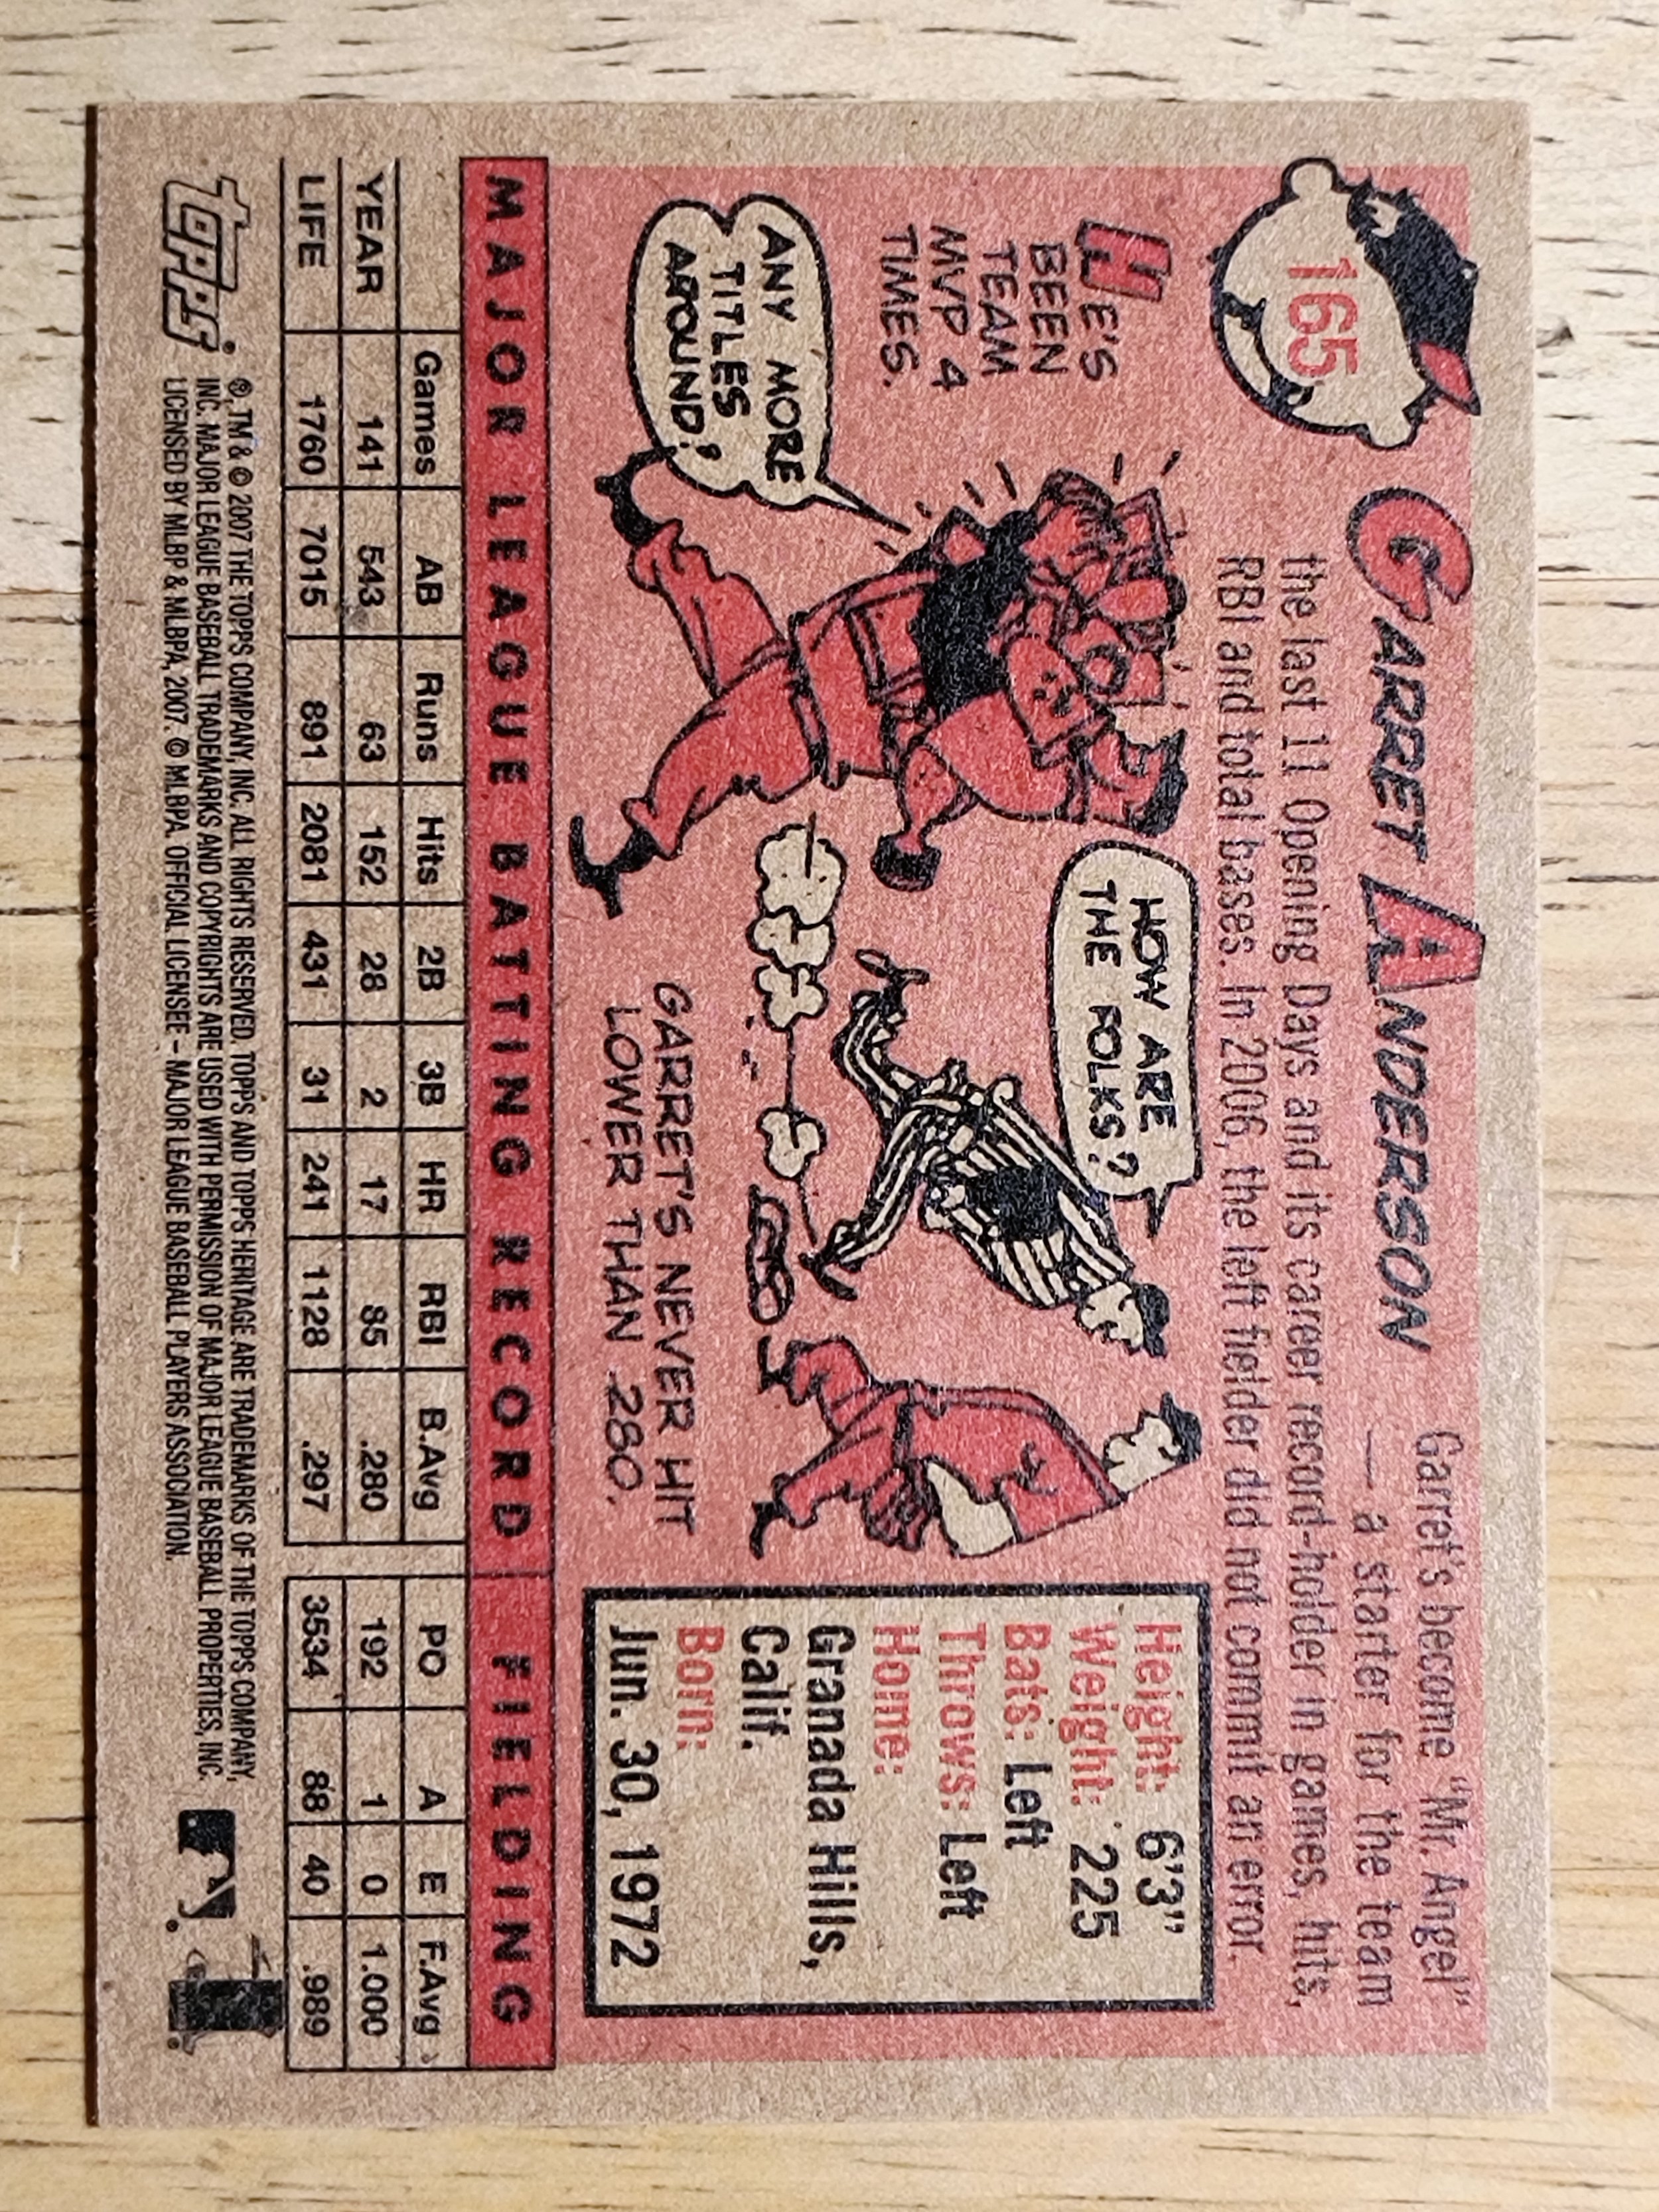 165
GARRET ANDERSON
Garret's become "Mr. Angel"
— a starter for the team
the last 11 Opening Days and its career record-holder in games, hits,
RBI and total bases. In 2006, the left fielder did not commit an error.
HE'S
BEEN
TEAM
MVP 4
TIMES.
ANY MORE
TITLES
AROUND?
HOW ARE
THE FOLKS?
GARRET'S NEVER HIT
LOWER THAN .280.
Height: 6'3"
Weight: 225
Bats: Left
Throws: Left
Home:
Granada Hills,
Calif.
Born:
Jun. 30, 1972
MAJOR LEAGUE BATTING RECORD FIELDING
Games AB Runs Hits 2B 3B HR RBI B.Avg PO A E F.Avg
YEAR 141 543 63 152 28 2 17 85 .280 192 1 0 1.000
LIFE 1760 7015 891 2081 431 31 241 1128 .297 3534 88 40 .989
topps®
®, TM & © 2007 THE TOPPS COMPANY, INC. ALL RIGHTS RESERVED. TOPPS AND TOPPS HERITAGE ARE TRADEMARKS OF THE TOPPS COMPANY,
INC. MAJOR LEAGUE BASEBALL TRADEMARKS AND COPYRIGHTS ARE USED WITH PERMISSION OF MAJOR LEAGUE BASEBALL PROPERTIES, INC.
LICENSED BY MLBP & MLBPA, 2007. © MLBPA. OFFICIAL LICENSEE – MAJOR LEAGUE BASEBALL PLAYERS ASSOCIATION.